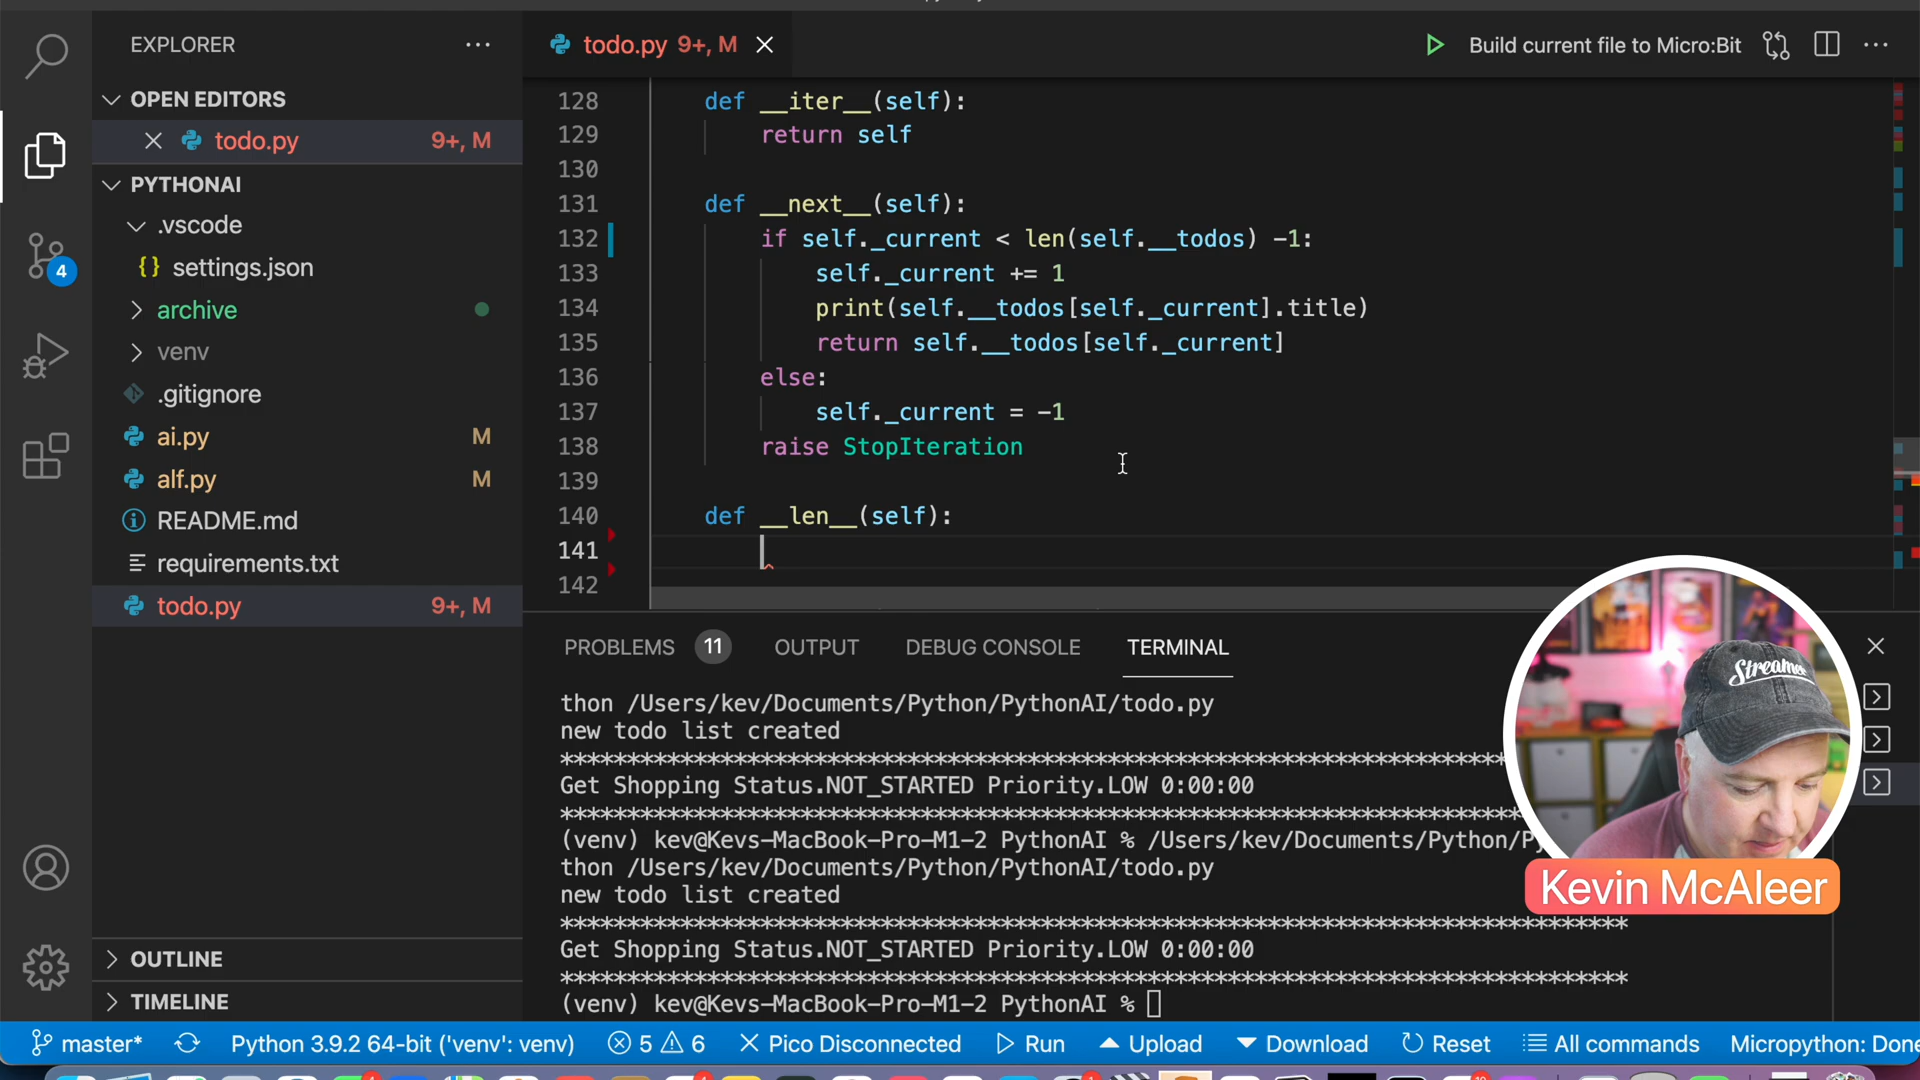 EXPLORER
todo.py 9+, M
Build current file to Micro:Bit
OPEN EDITORS
todo.py 9+, M
PYTHONAI
.vscode
{} settings.json
archive
venv
.gitignore
ai.py M
alf.py M
README.md
requirements.txt
todo.py 9+, M
OUTLINE
TIMELINE
4
128 def __iter__(self):
129 return self
130
131 def __next__(self):
132 if self._current < len(self.__todos) -1:
133 self._current += 1
134 print(self.__todos[self._current].title)
135 return self.__todos[self._current]
136 else:
137 self._current = -1
138 raise StopIteration
139
140 def __len__(self):
141
142
PROBLEMS 11 OUTPUT DEBUG CONSOLE TERMINAL
thon /Users/kev/Documents/Python/PythonAI/todo.py
new todo list created
*******************************************************************************
Get Shopping Status.NOT_STARTED Priority.LOW 0:00:00
*******************************************************************************
(venv) kev@Kevs-MacBook-Pro-M1-2 PythonAI % /Users/kev/Documents/Python/Py
thon /Users/kev/Documents/Python/PythonAI/todo.py
new todo list created
********************************************************************************
Get Shopping Status.NOT_STARTED Priority.LOW 0:00:00
********************************************************************************
(venv) kev@Kevs-MacBook-Pro-M1-2 PythonAI %
Streamer
Kevin McAleer
master* Python 3.9.2 64-bit ('venv': venv) 5 6 Pico Disconnected Run Upload Download Reset All commands Micropython: Done